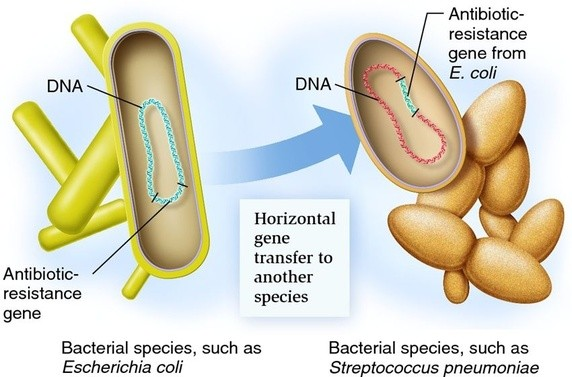 Antibiotic-
resistance
gene from
E. coli
DNA
DNA
Horizontal
gene
transfer to
another
species
Antibiotic-
resistance
gene
Bacterial species, such as
Escherichia coli
Bacterial species, such as
Streptococcus pneumoniae